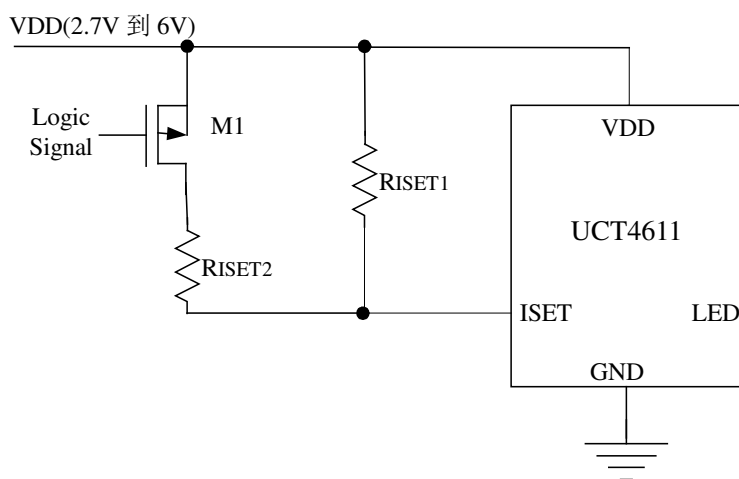 VDD(2.7V 到 6V)
Logic
Signal
M1
RISET1
RISET2
VDD
UCT4611
ISET
LED
GND